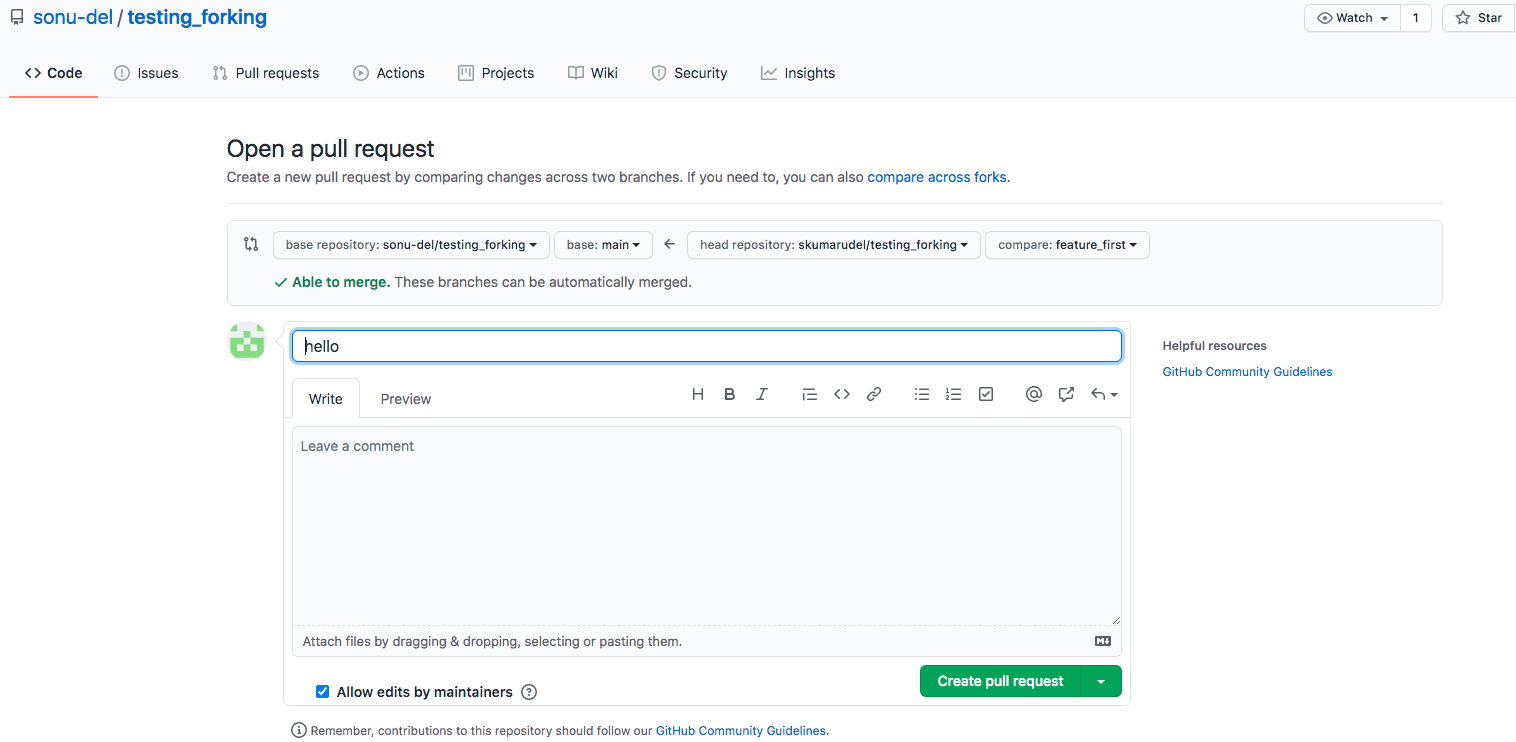 sonu-del / testing_forking
Watch 1 Star
Code Issues Pull requests Actions Projects Wiki Security Insights
Open a pull request
Create a new pull request by comparing changes across two branches. If you need to, you can also compare across forks.
base repository: sonu-del/testing_forking base: main ← head repository: skumarudel/testing_forking compare: feature_first
Able to merge. These branches can be automatically merged.
hello
Helpful resources
GitHub Community Guidelines
Write Preview
Leave a comment
Attach files by dragging & dropping, selecting or pasting them.
Allow edits by maintainers
Create pull request
Remember, contributions to this repository should follow our GitHub Community Guidelines.